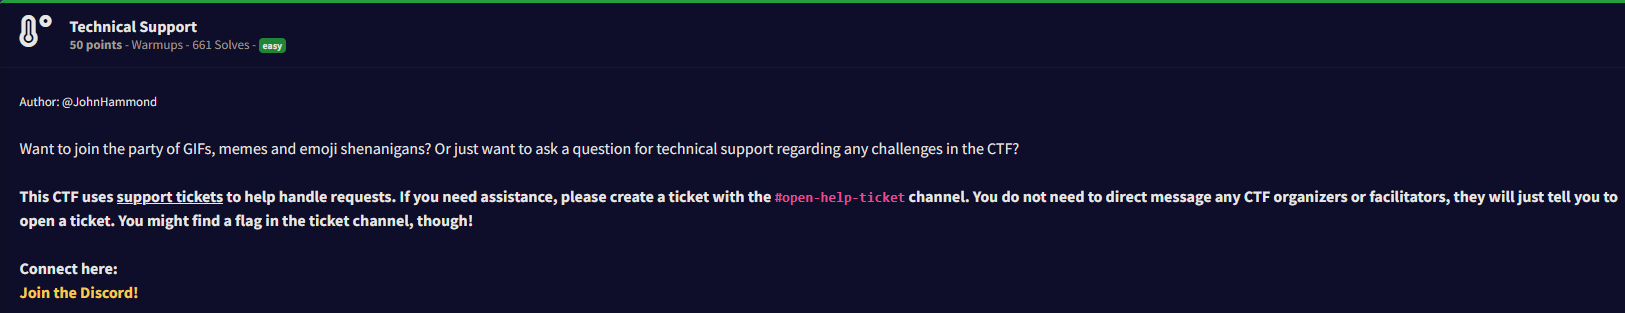 Technical Support
50 points - Warmups - 661 Solves - easy
Author: @JohnHammond
Want to join the party of GIFs, memes and emoji shenanigans? Or just want to ask a question for technical support regarding any challenges in the CTF?
This CTF uses support tickets to help handle requests. If you need assistance, please create a ticket with the #open-help-ticket channel. You do not need to direct message any CTF organizers or facilitators, they will just tell you to
open a ticket. You might find a flag in the ticket channel, though!
Connect here:
Join the Discord!